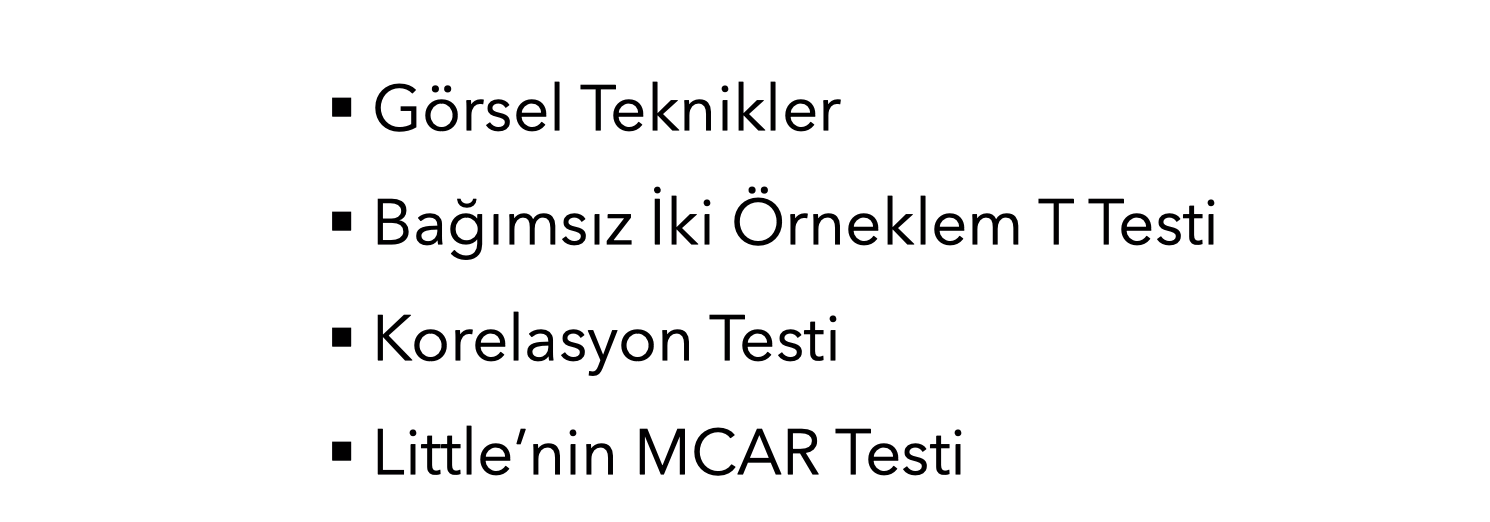 ▪ Görsel Teknikler
▪ Bağımsız İki Örneklem T Testi
▪ Korelasyon Testi
▪ Little’nin MCAR Testi